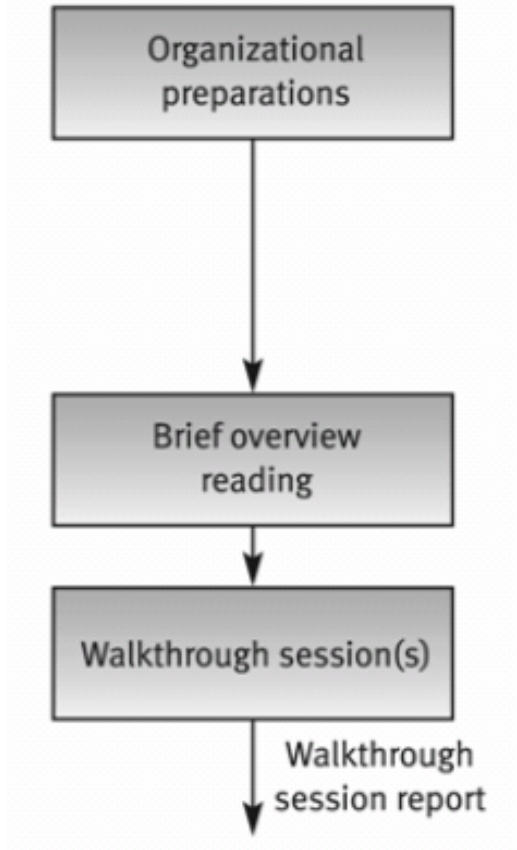 Organizational
preparations
Brief overview
reading
Walkthrough session(s)
Walkthrough
session report